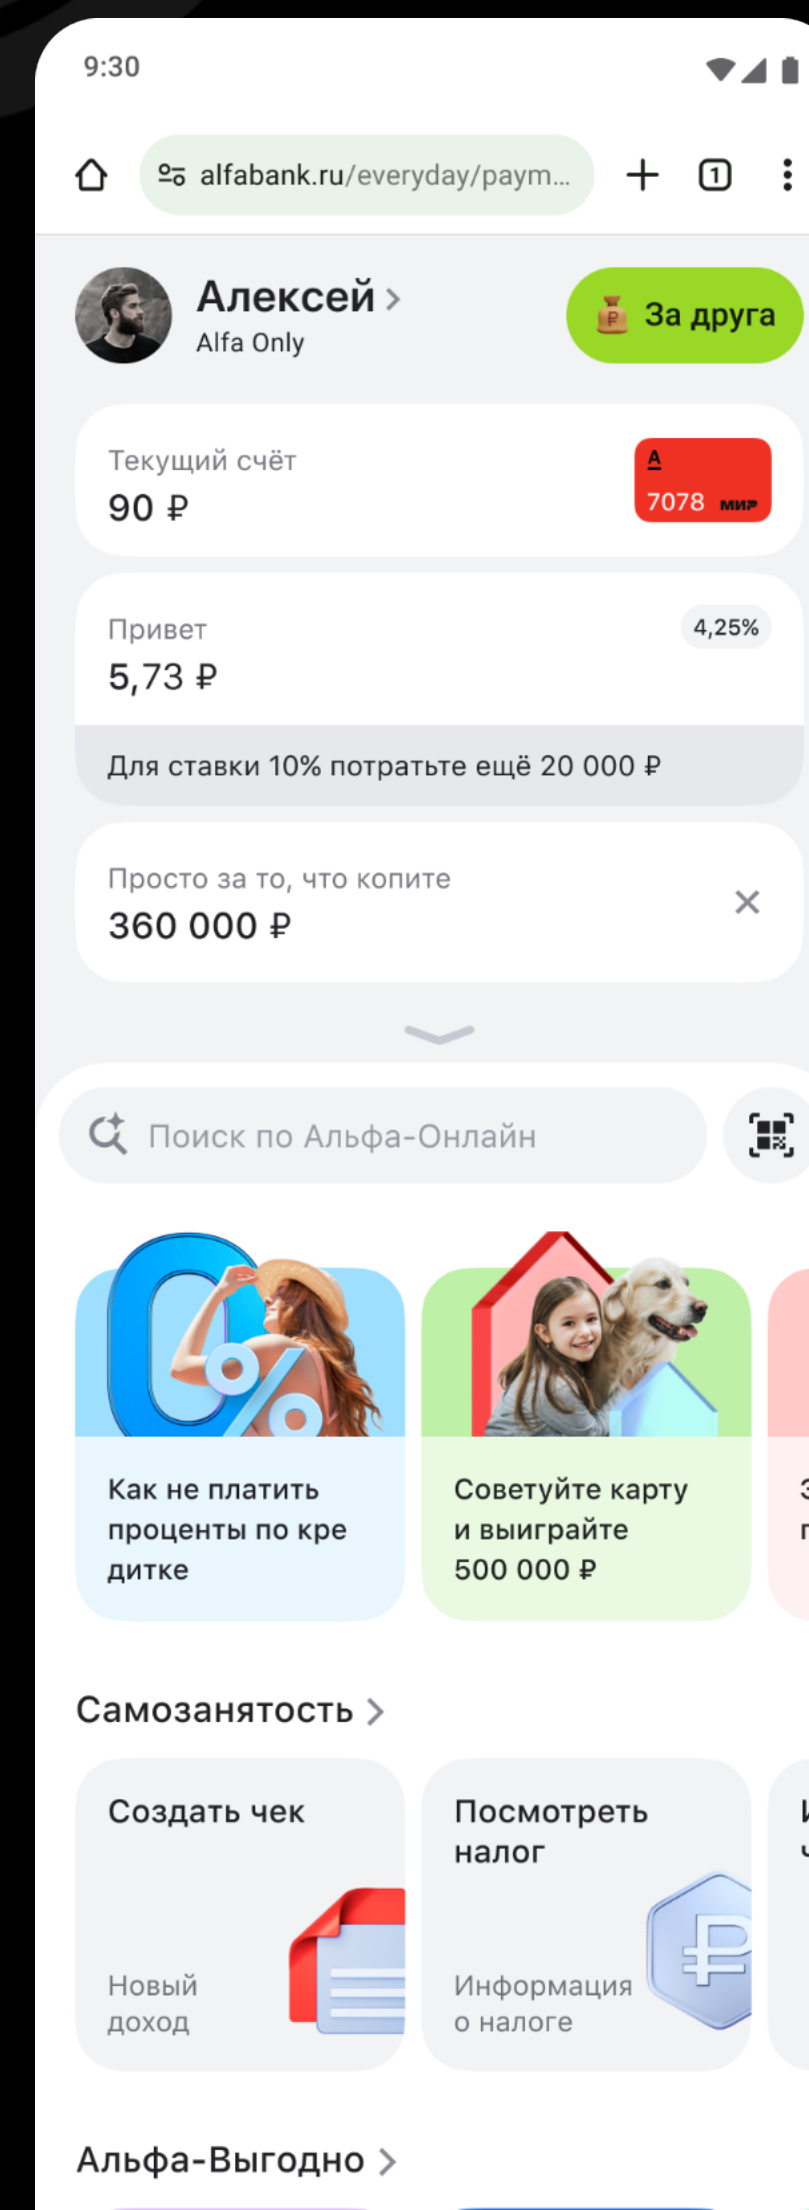 9:30
alfabank.ru/everyday/paym...
1
Алексей
Alfa Only
За друга
Текущий счёт
90 ₽
А
7078 мир
Привет
4,25%
5,73 ₽
Для ставки 10% потратьте ещё 20 000 ₽
Просто за то, что копите
360 000 ₽
Поиск по Альфа-Онлайн
0%
Как не платить
проценты по кре
дитке
Советуйте карту
и выиграйте
500 000 ₽
Самозанятость
Создать чек
Новый
доход
Посмотреть
налог
Информация
о налоге
₽
Альфа-Выгодно